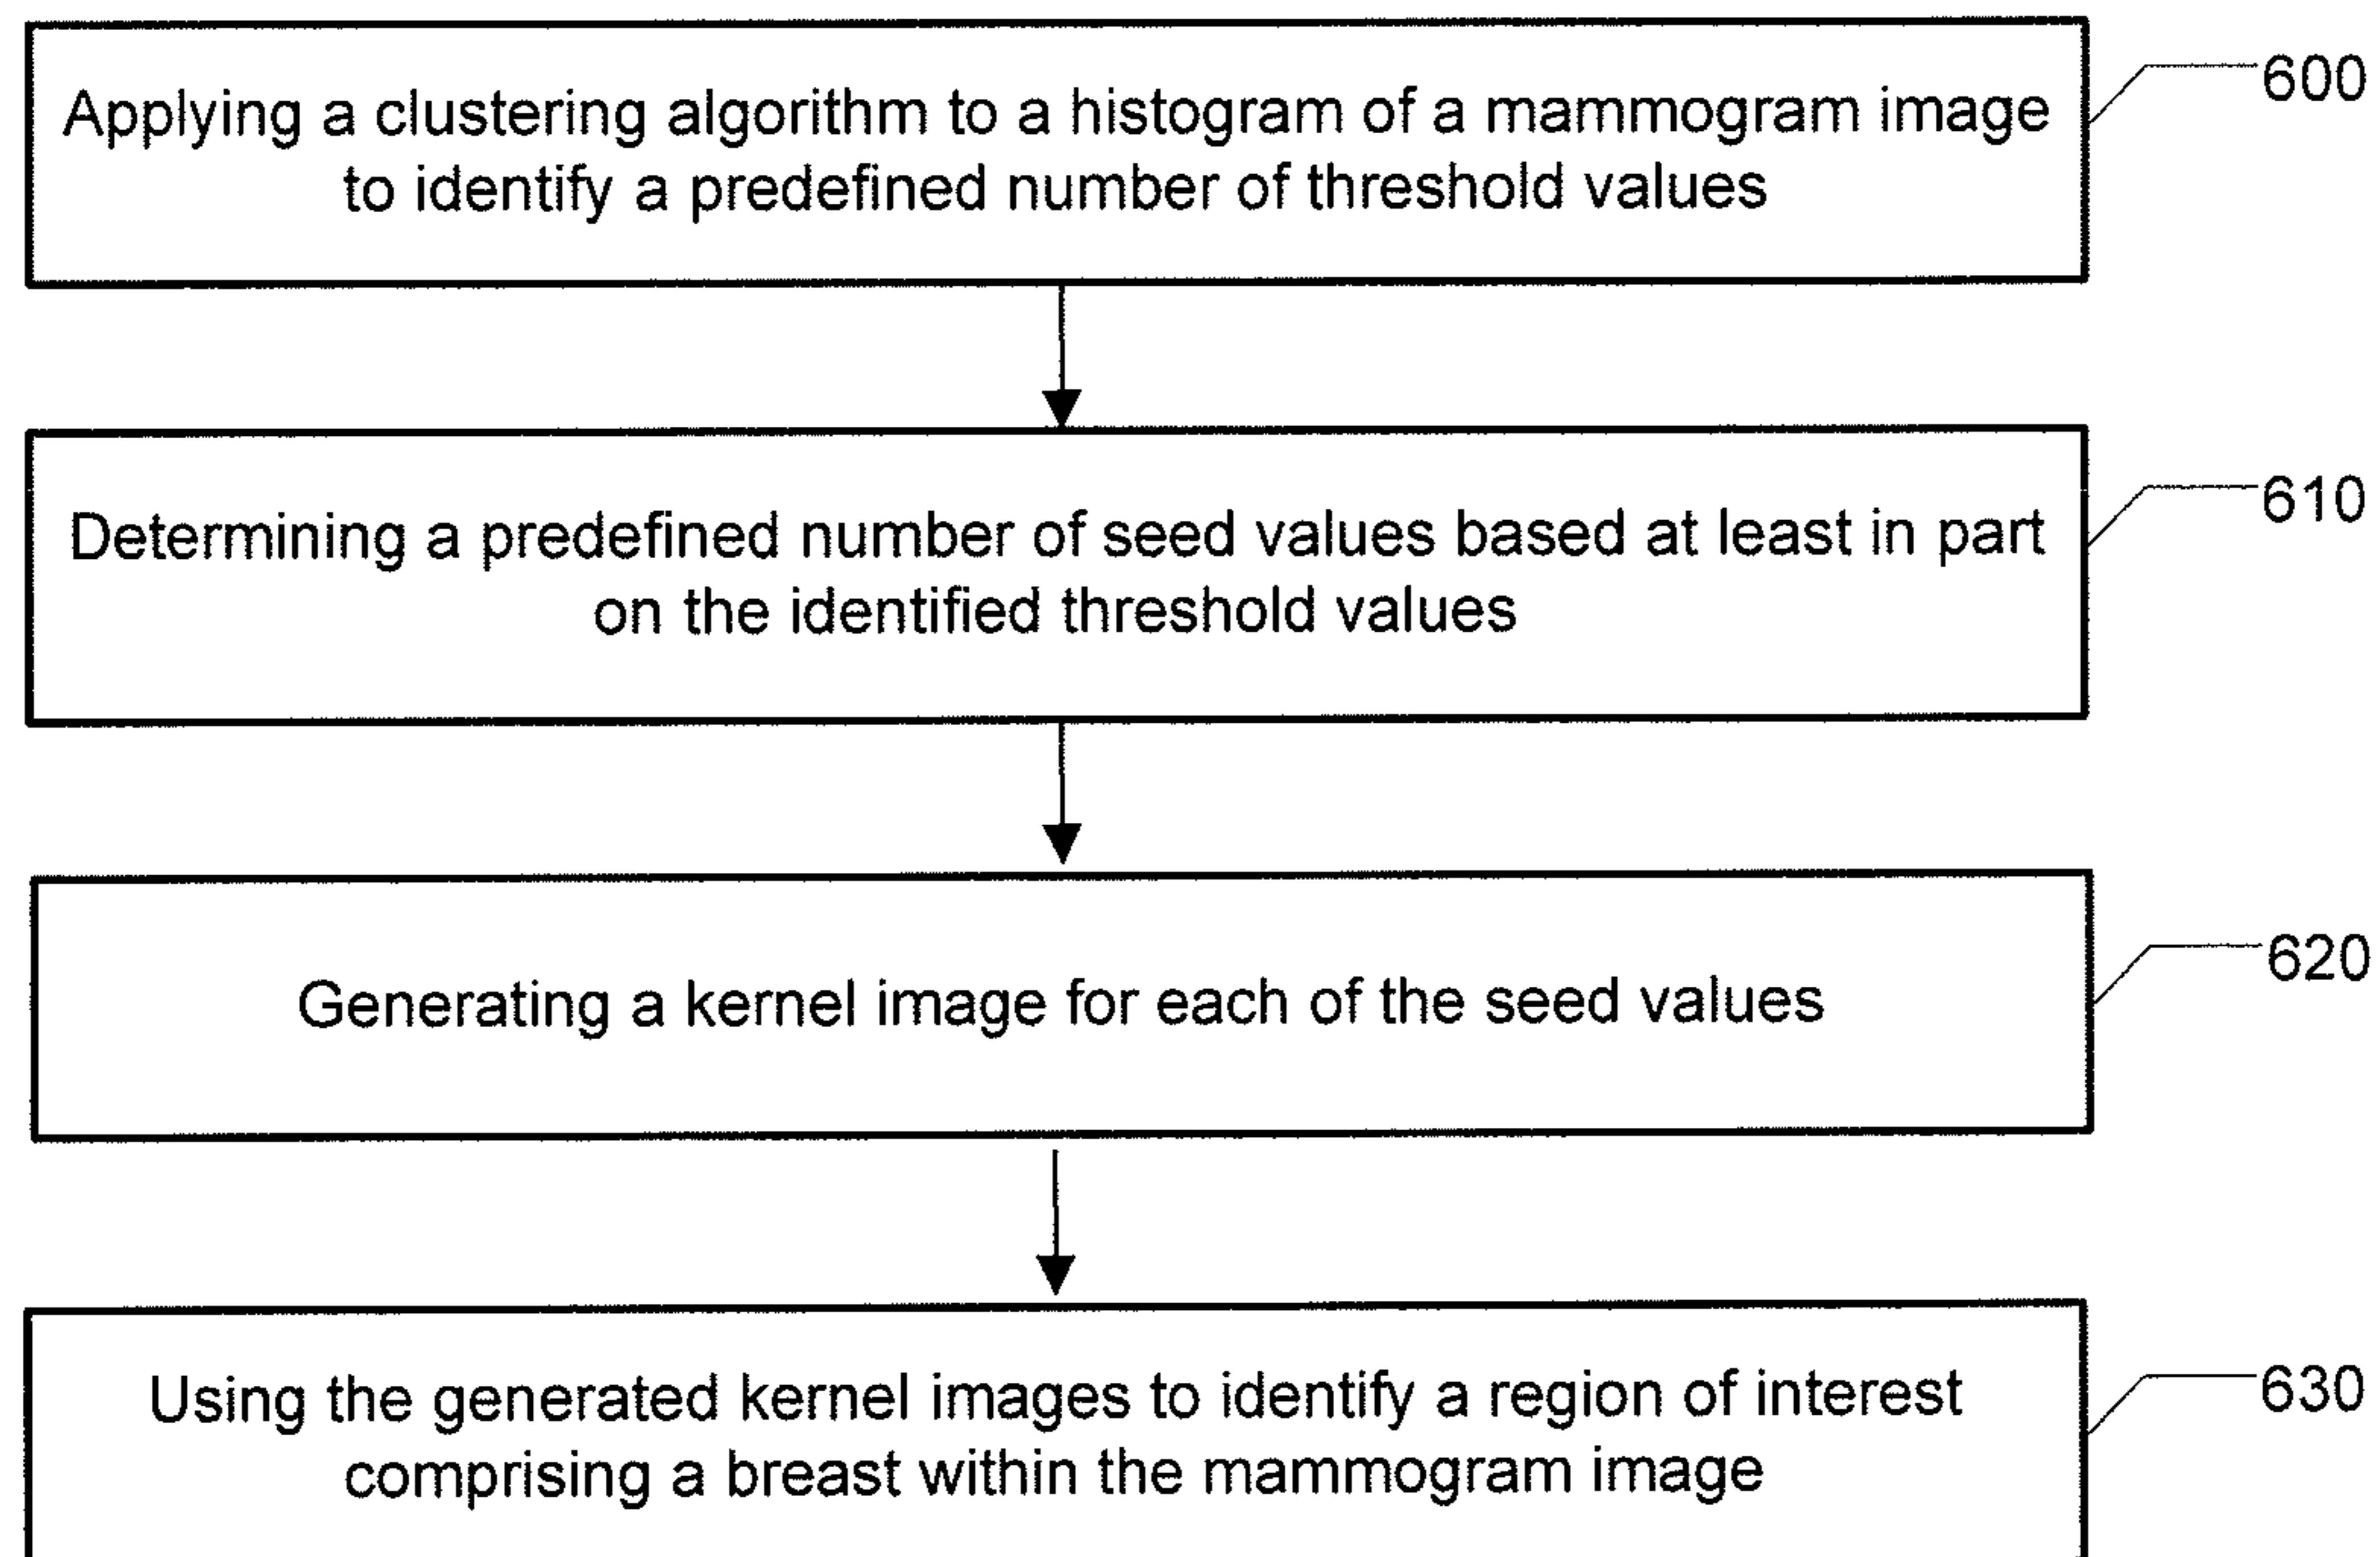 Applying a clustering algorithm to a histogram of a mammogram image
to identify a predefined number of threshold values
600
Determining a predefined number of seed values based at least in part
on the identified threshold values
610
Generating a kernel image for each of the seed values
620
Using the generated kernel images to identify a region of interest
comprising a breast within the mammogram image
630